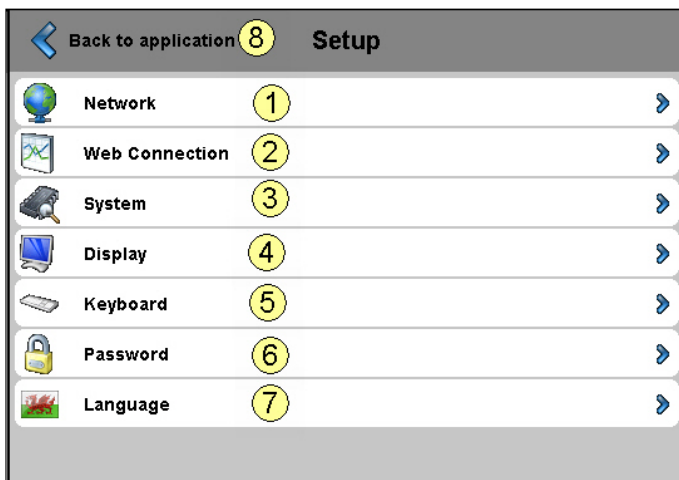 Back to application 8 Setup
Network 1
Web Connection 2
System 3
Display 4
Keyboard 5
Password 6
Language 7